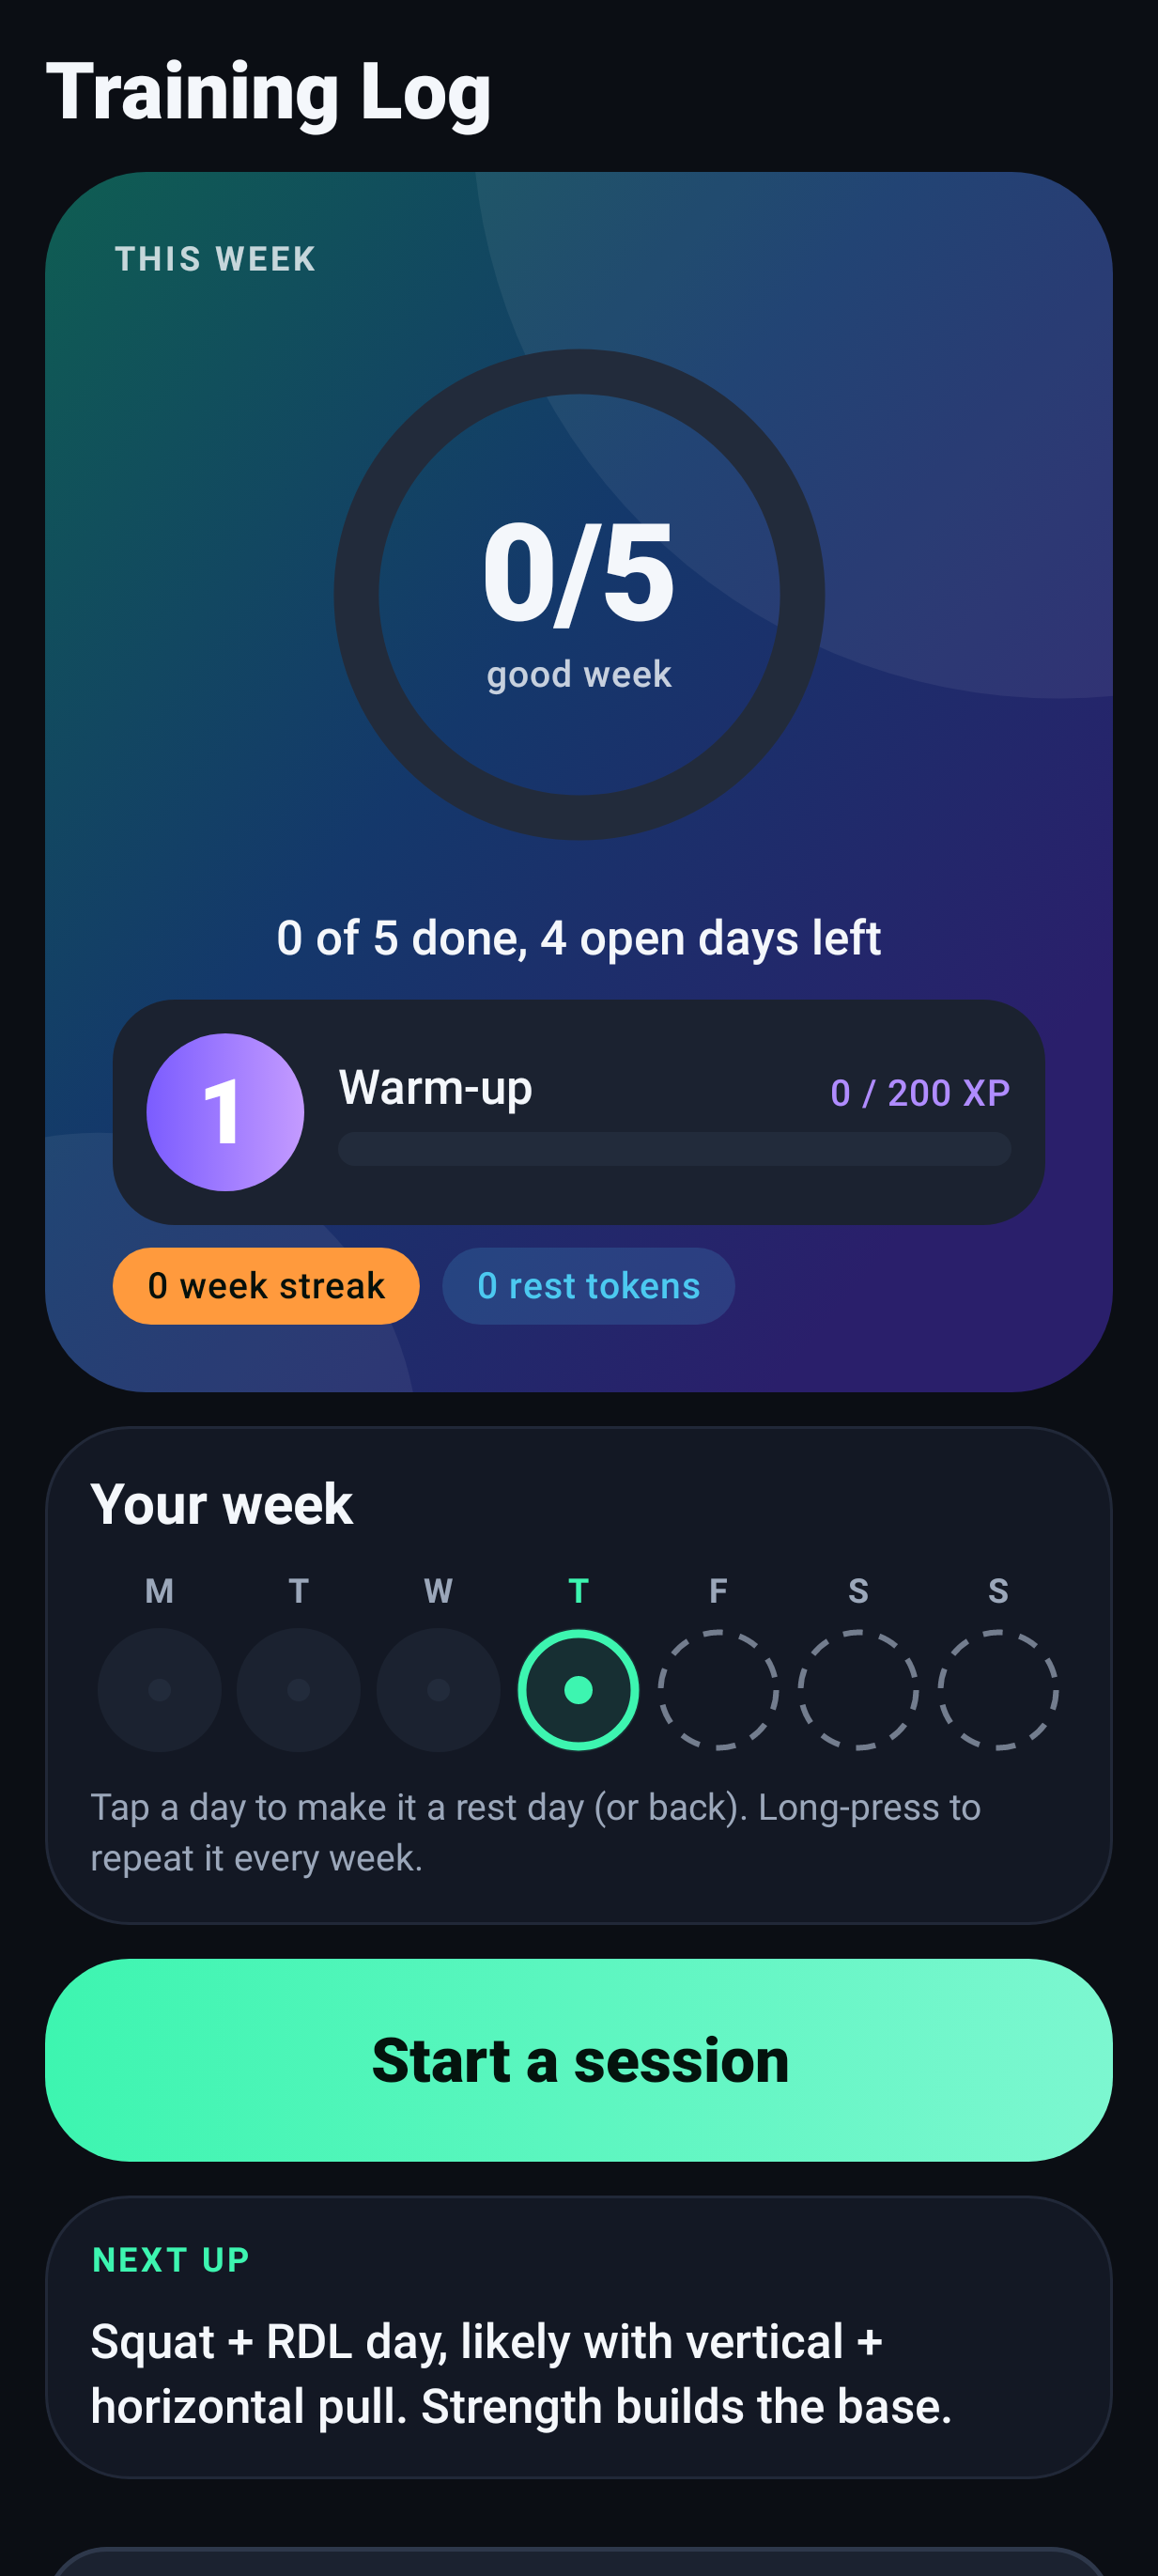 Training Log
THIS WEEK
0/5
good week
0 of 5 done, 4 open days left
1
Warm-up
0 / 200 XP
0 week streak
0 rest tokens
Your week
M T W T F S S
Tap a day to make it a rest day (or back). Long-press to
repeat it every week.
Start a session
NEXT UP
Squat + RDL day, likely with vertical +
horizontal pull. Strength builds the base.